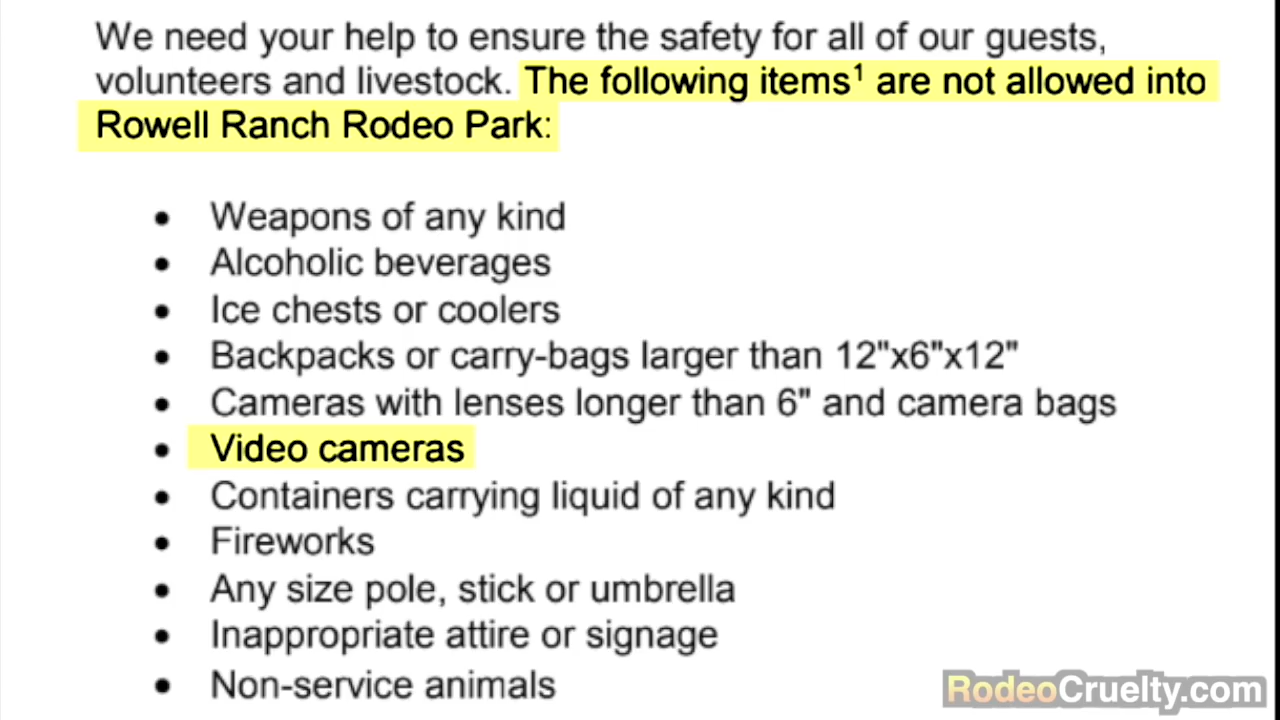 We need your help to ensure the safety for all of our guests,
volunteers and livestock. The following items¹ are not allowed into
Rowell Ranch Rodeo Park:
• Weapons of any kind
• Alcoholic beverages
• Ice chests or coolers
• Backpacks or carry-bags larger than 12"x6"x12"
• Cameras with lenses longer than 6" and camera bags
• Video cameras
• Containers carrying liquid of any kind
• Fireworks
• Any size pole, stick or umbrella
• Inappropriate attire or signage
• Non-service animals
RodeoCruelty.com